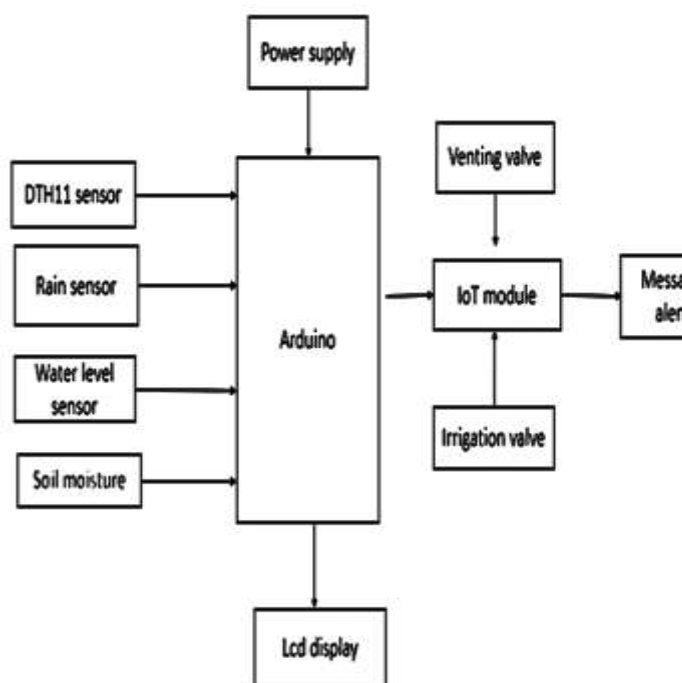 Power supply
Venting valve
DTH11 sensor
Rain sensor
IoT module
Arduino
Water level
sensor
Irrigation valve
Soil moisture
Lcd display